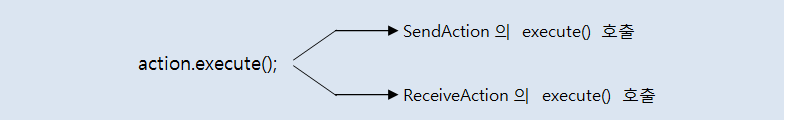 SendAction 의 execute() 호출
action.execute();
ReceiveAction 의 execute() 호출